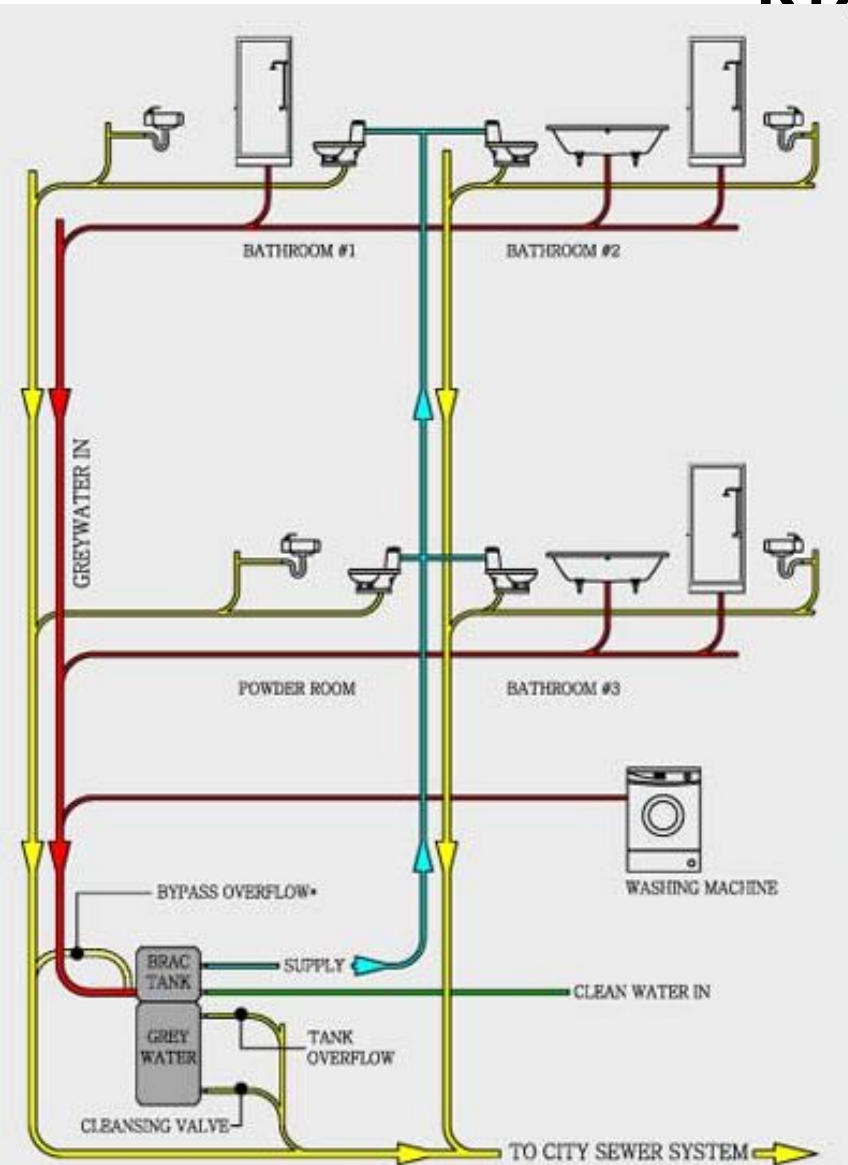 BATHROOM #1
BATHROOM #2
GREYWATER IN
POWDER ROOM
BATHROOM #3
WASHING MACHINE
BYPASS OVERFLOW*
BRAC
TANK
SUPPLY
CLEAN WATER IN
GREY
WATER
TANK
OVERFLOW
CLEANSING VALVE
TO CITY SEWER SYSTEM